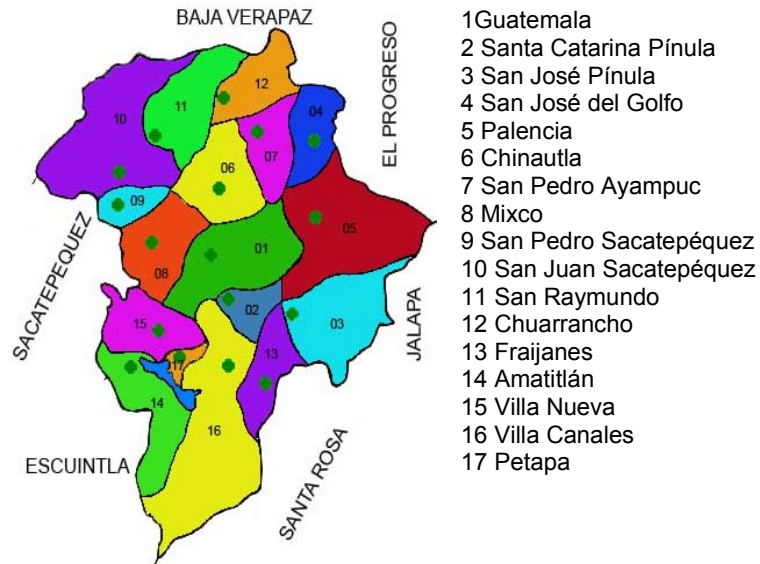 BAJA VERAPAZ
EL PROGRESO
12
04
11
10
07
06
09
05
01
08
02
03
15
13
17
14
16
SACATEPEQUEZ
JALAPA
ESCUINTLA
SANTA ROSA
1Guatemala
2 Santa Catarina Pínula
3 San José Pínula
4 San José del Golfo
5 Palencia
6 Chinautla
7 San Pedro Ayampuc
8 Mixco
9 San Pedro Sacatepéquez
10 San Juan Sacatepéquez
11 San Raymundo
12 Chuarrancho
13 Fraijanes
14 Amatitlán
15 Villa Nueva
16 Villa Canales
17 Petapa